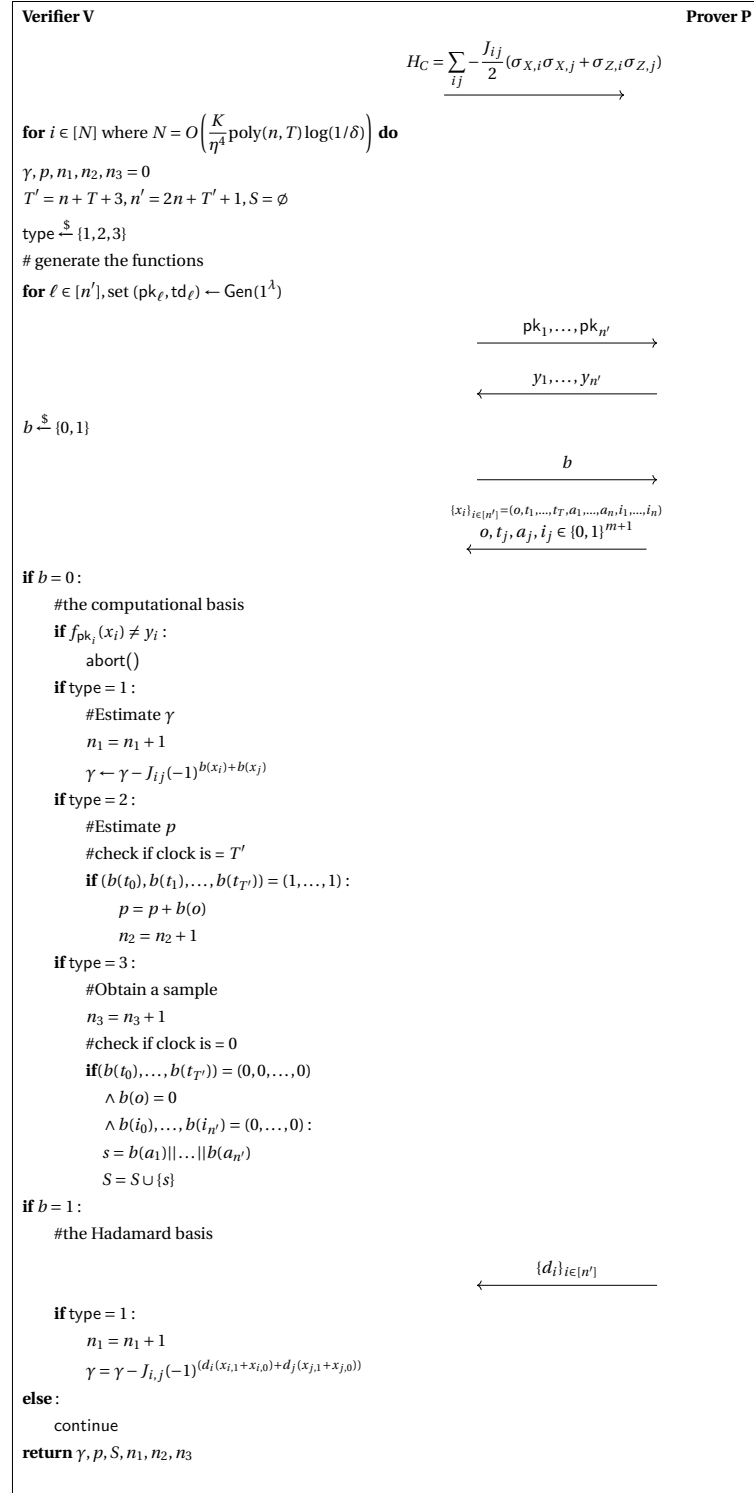 Verifier V Prover P
H_C = \sum_{ij} -\frac{J_{ij}}{2}(σ_{X,i}σ_{X,j} + σ_{Z,i}σ_{Z,j})
for i ∈ [N] where N = O(\frac{K}{η^4} poly(n, T) log(1/δ)) do
γ, p, n_1, n_2, n_3 = 0
T' = n + T + 3, n' = 2n + T' + 1, S = ∅
type \xleftarrow{$} {1,2,3}
# generate the functions
for ℓ ∈ [n'], set (pk_ℓ, td_ℓ) ← Gen(1^λ)
pk_1, ..., pk_{n'}
y_1, ..., y_{n'}
b \xleftarrow{$} {0,1}
b
{x_i}_{i∈[n']}=(o,t_1,...,t_T,a_1,...,a_n,i_1,...,i_n)
o, t_j, a_j, i_j ∈ {0,1}^{m+1}
if b = 0 :
#the computational basis
if f_{pk_i}(x_i) ≠ y_i :
abort()
if type = 1 :
#Estimate γ
n_1 = n_1 + 1
γ ← γ − J_{ij}(−1)^{b(x_i)+b(x_j)}
if type = 2 :
#Estimate p
#check if clock is = T'
if (b(t_0), b(t_1), ..., b(t_{T'})) = (1, ..., 1) :
p = p + b(o)
n_2 = n_2 + 1
if type = 3 :
#Obtain a sample
n_3 = n_3 + 1
#check if clock is = 0
if(b(t_0), ..., b(t_{T'})) = (0,0, ..., 0)
∧ b(o) = 0
∧ b(i_0), ..., b(i_{n'}) = (0, ..., 0) :
s = b(a_1)||...||b(a_{n'})
S = S ∪ {s}
if b = 1 :
#the Hadamard basis
{d_i}_{i∈[n']}
if type = 1 :
n_1 = n_1 + 1
γ = γ − J_{i,j}(−1)^{(d_i(x_{i,1}+x_{i,0})+d_j(x_{j,1}+x_{j,0}))}
else :
continue
return γ, p, S, n_1, n_2, n_3